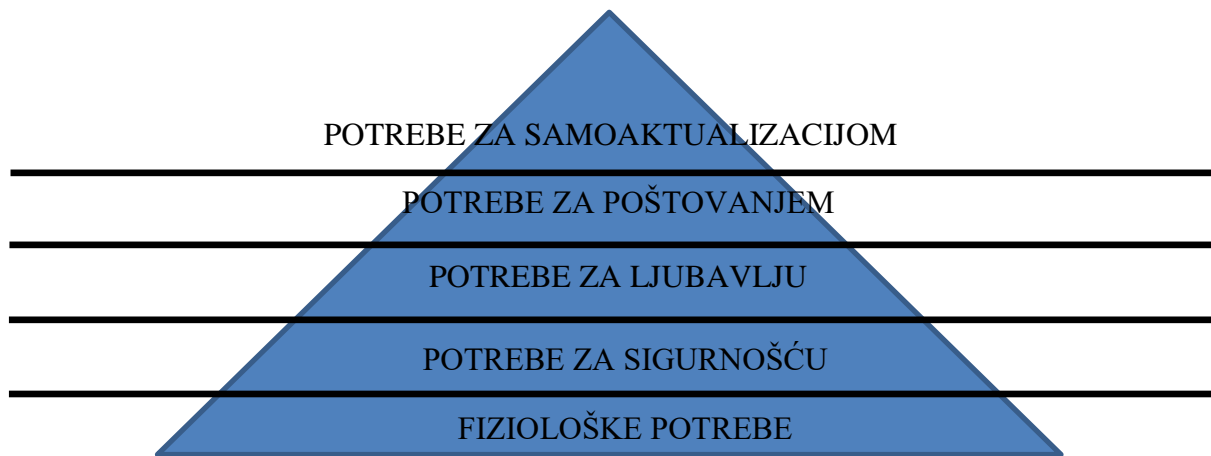 POTREBE ZA SAMOAKTUALIZACIJOM
POTREBE ZA POŠTOVANJEM
POTREBE ZA LJUBAVLJU
POTREBE ZA SIGURNOŠĆU
FIZIOLOŠKE POTREBE